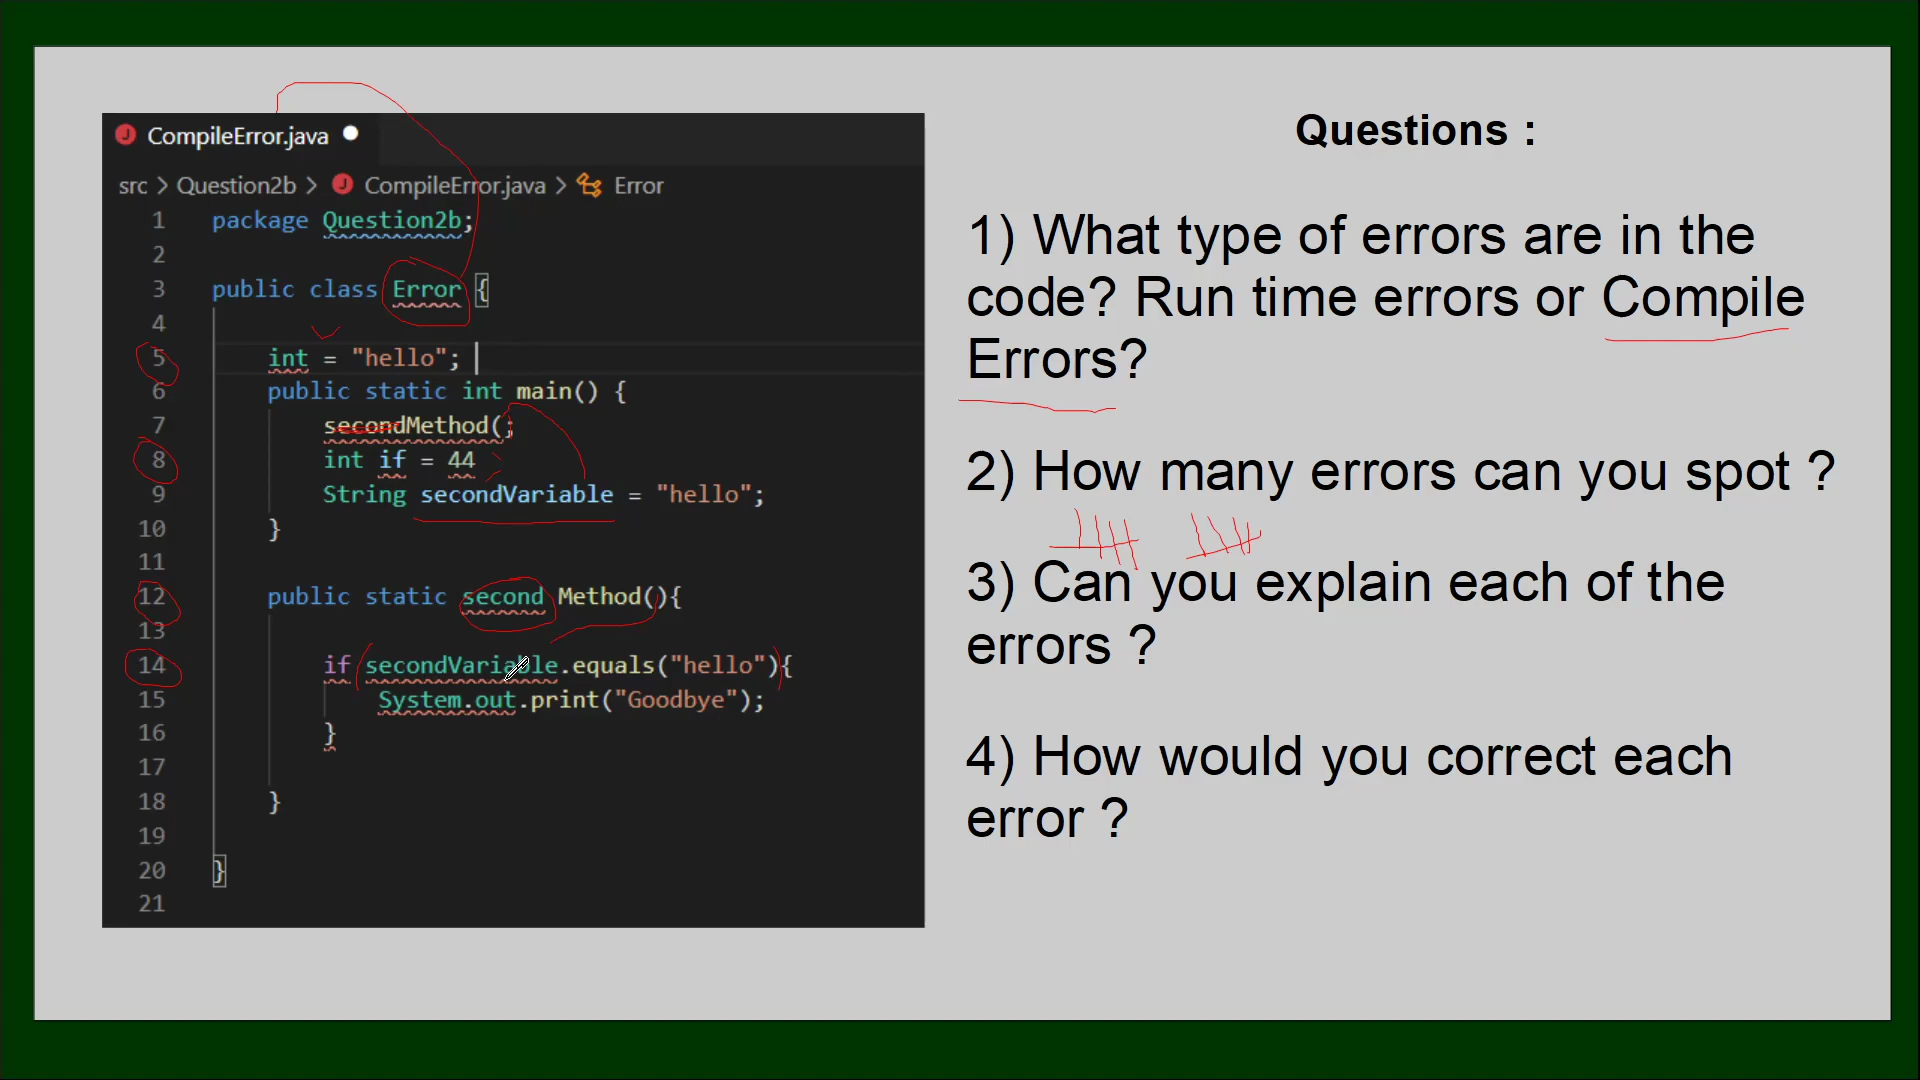 CompileError.java
src > Question2b > CompileError.java > Error
1 package Question2b;
2
3 public class Error {
4
5 int = "hello";
6 public static int main() {
7 secondMethod(;
8 int if = 44
9 String secondVariable = "hello";
10 }
11
12 public static second Method(){
13
14 if secondVariable.equals("hello"){
15 System.out.print("Goodbye");
16 }
17
18 }
19
20 }
21
Questions :
1) What type of errors are in the
code? Run time errors or Compile
Errors?
2) How many errors can you spot ?
3) Can you explain each of the
errors ?
4) How would you correct each
error ?